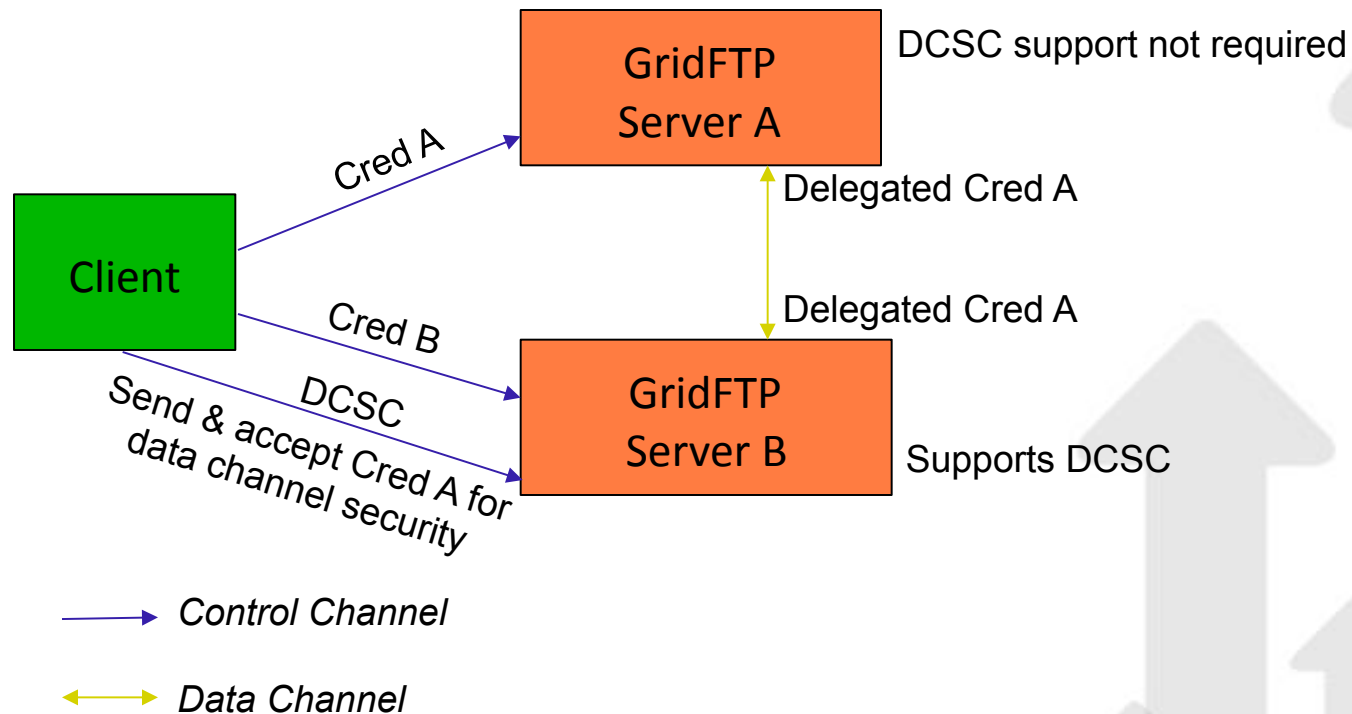 GridFTP
Server A
DCSC support not required
Cred A
Delegated Cred A
Client
Delegated Cred A
Cred B
DCSC
Send & accept Cred A for
data channel security
GridFTP
Server B
Supports DCSC
Control Channel
Data Channel